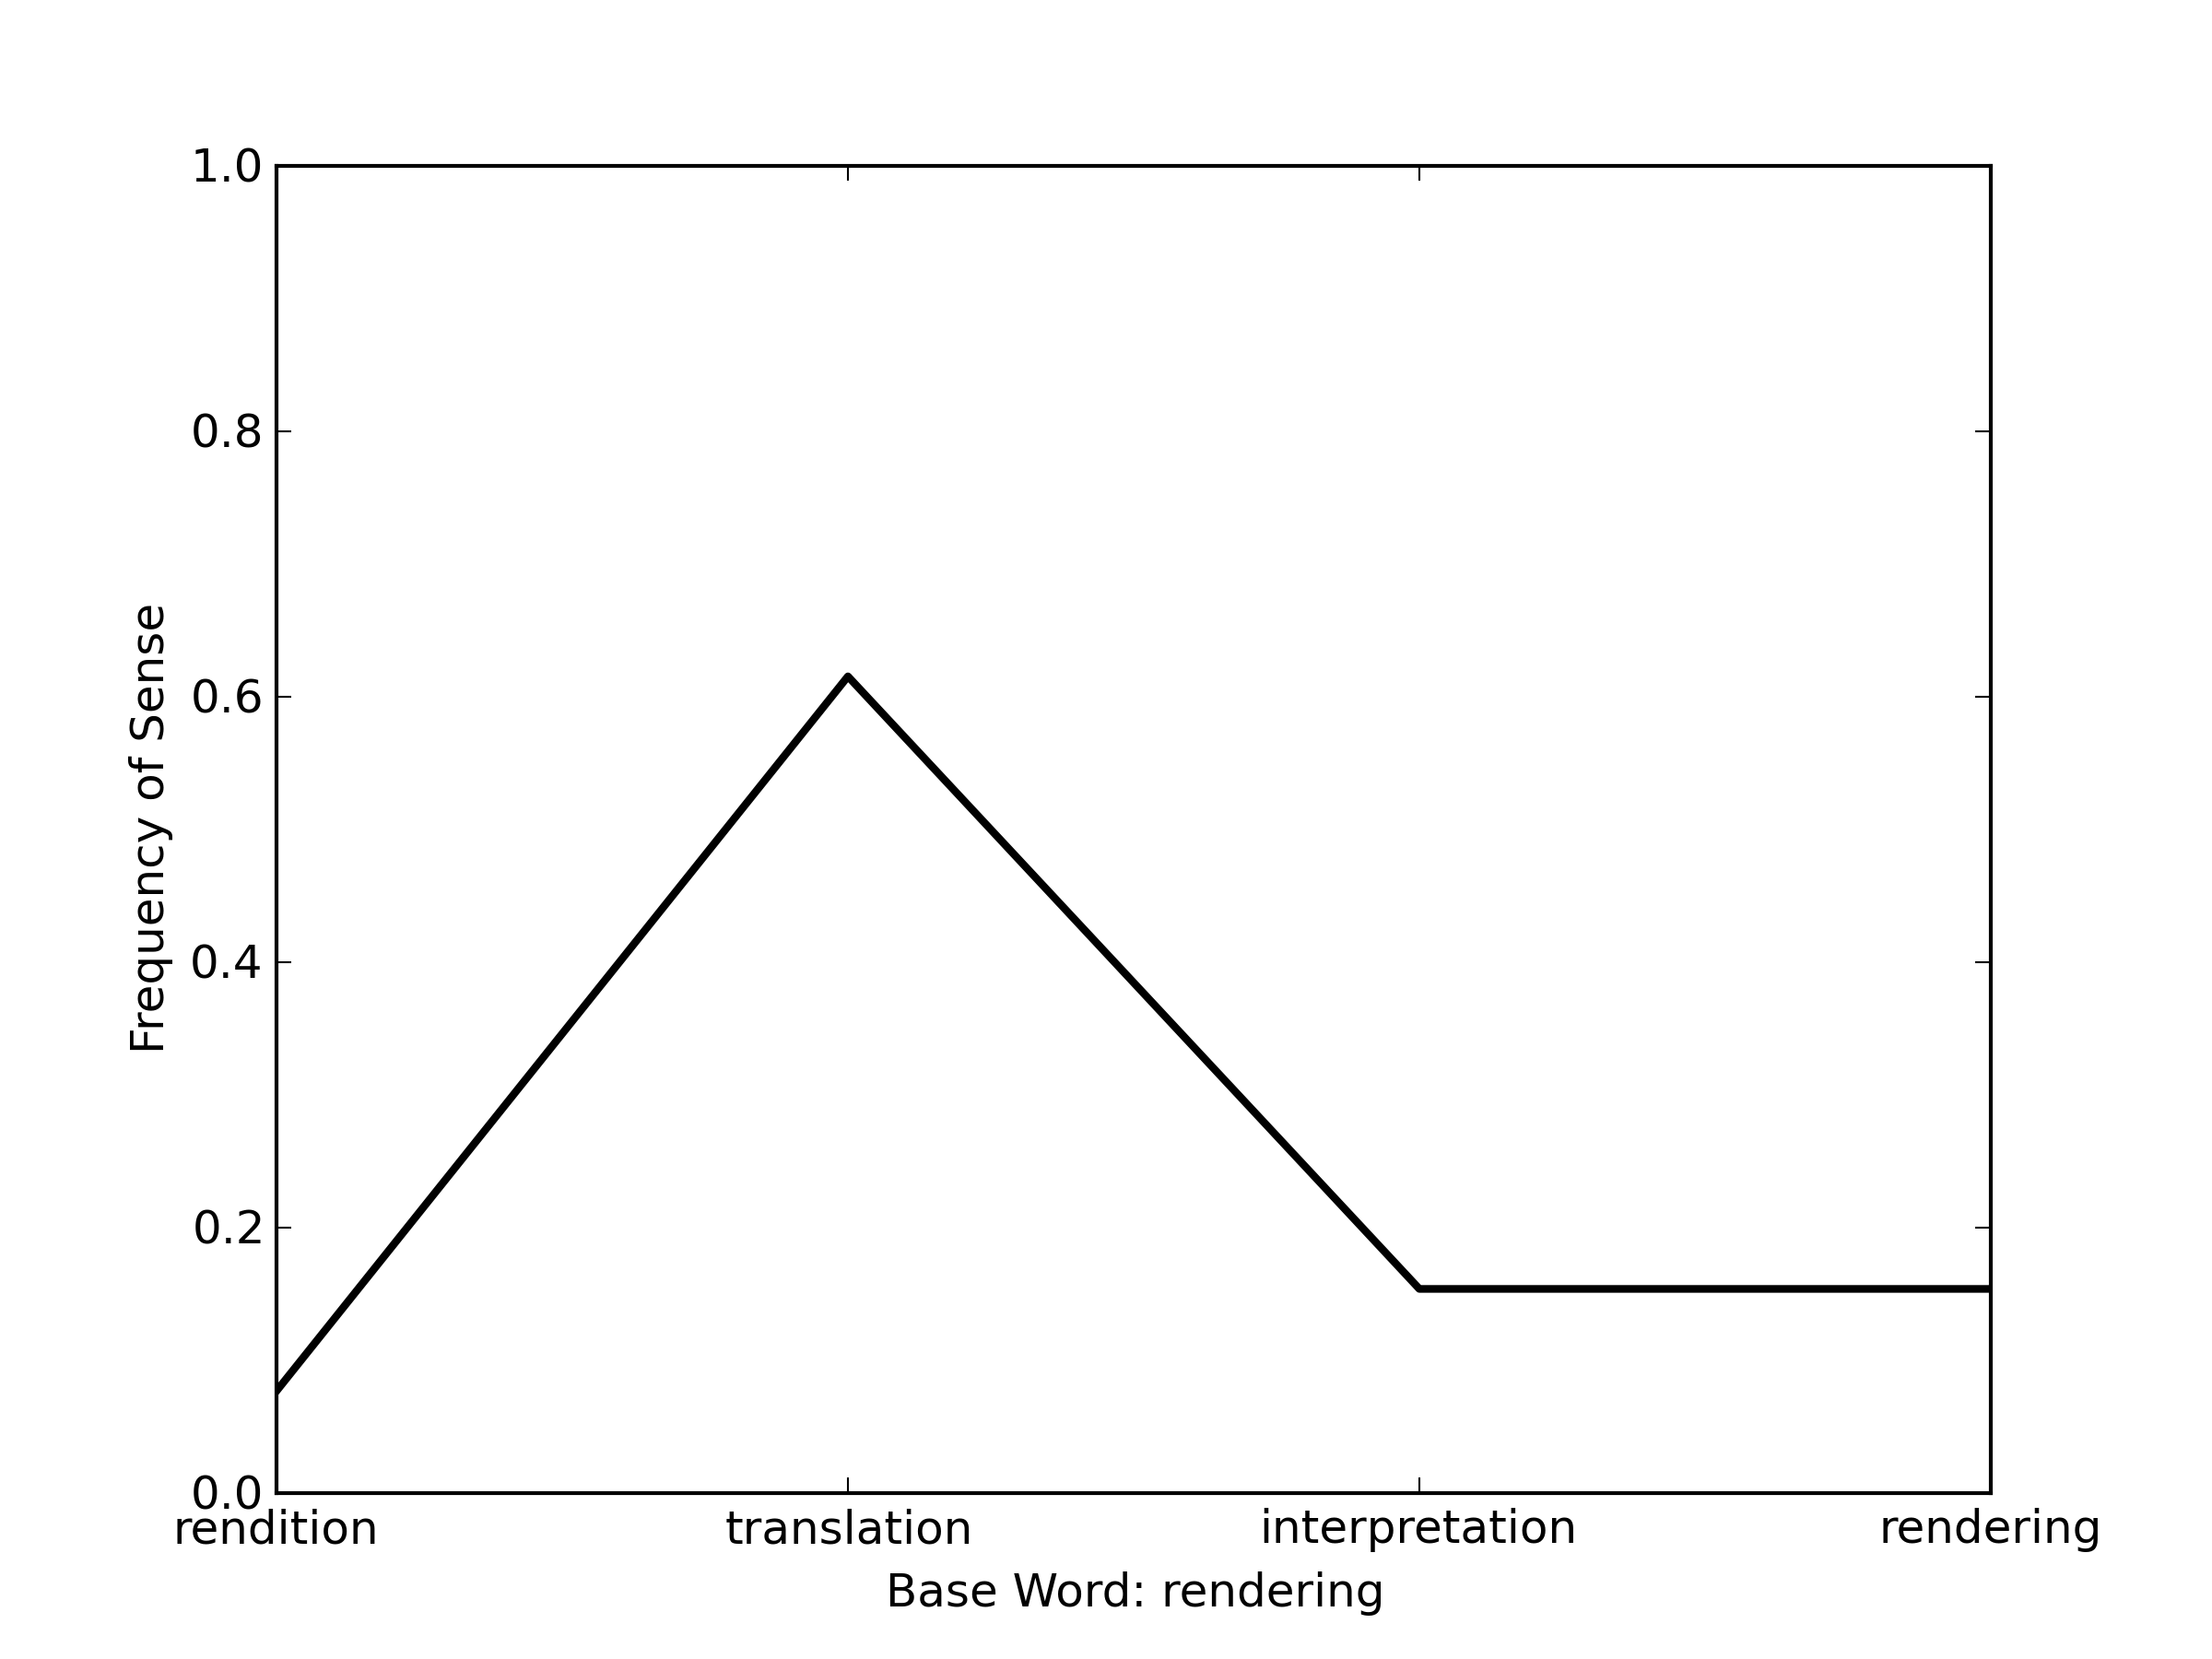 1.0
0.8
0.6
0.4
0.2
0.0
Frequency of Sense
rendition translation interpretation rendering
Base Word: rendering